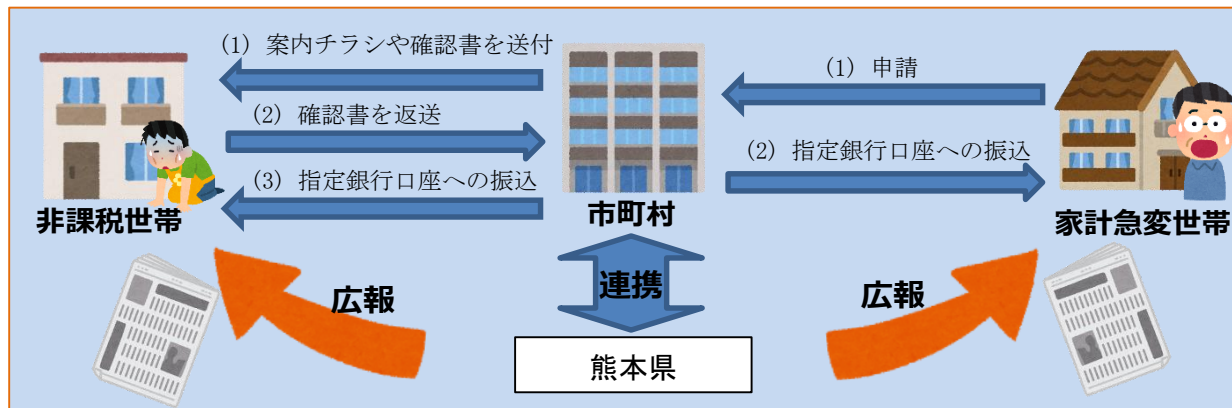 (1) 案内チラシや確認書を送付
(2) 確認書を返送
(3) 指定銀行口座への振込
非課税世帯
市町村
(1) 申請
(2) 指定銀行口座への振込
家計急変世帯
広報
連携
広報
熊本県